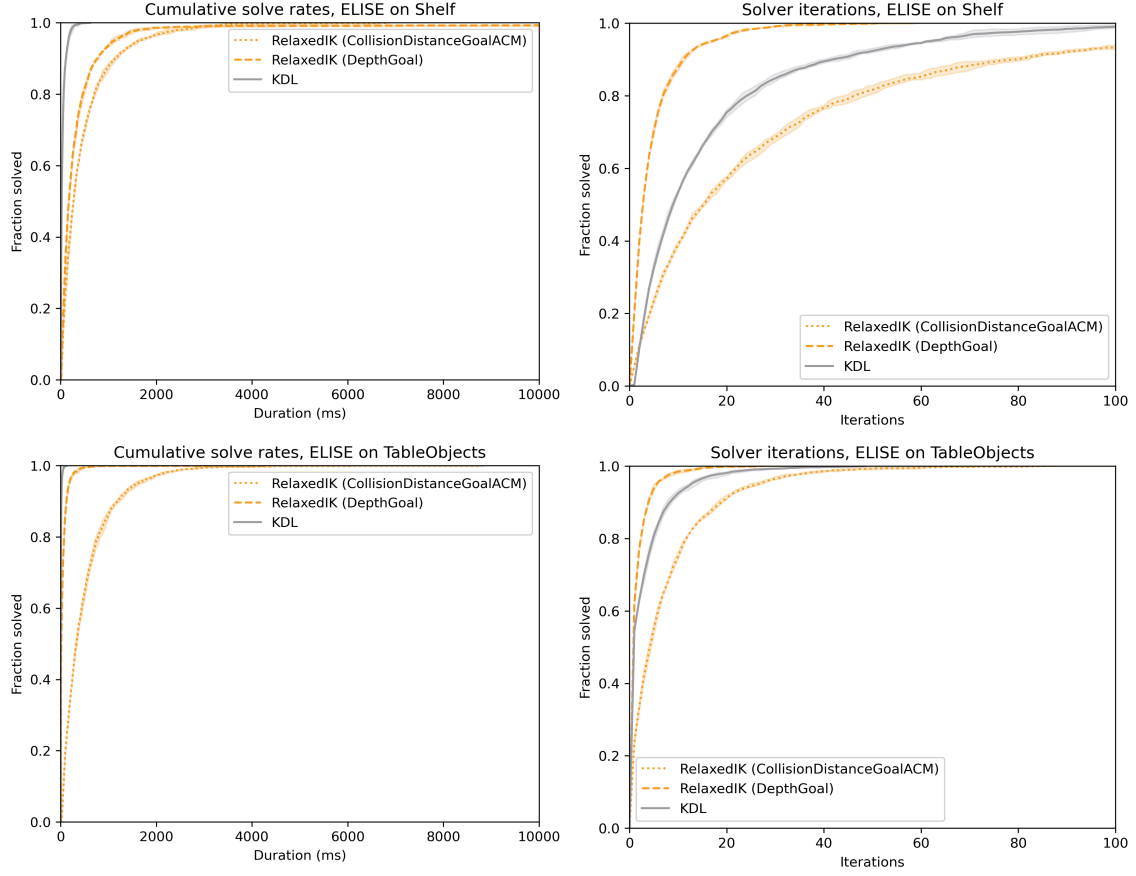 Cumulative solve rates, ELISE on Shelf
1.0
0.8
0.6
0.4
0.2
0.0
Fraction solved
RelaxedIK (CollisionDistanceGoalACM)
RelaxedIK (DepthGoal)
KDL
0 2000 4000 6000 8000 10000
Duration (ms)
Solver iterations, ELISE on Shelf
1.0
0.8
0.6
0.4
0.2
0.0
Fraction solved
RelaxedIK (CollisionDistanceGoalACM)
RelaxedIK (DepthGoal)
KDL
0 20 40 60 80 100
Iterations
Cumulative solve rates, ELISE on TableObjects
1.0
0.8
0.6
0.4
0.2
0.0
Fraction solved
RelaxedIK (CollisionDistanceGoalACM)
RelaxedIK (DepthGoal)
KDL
0 2000 4000 6000 8000 10000
Duration (ms)
Solver iterations, ELISE on TableObjects
1.0
0.8
0.6
0.4
0.2
0.0
Fraction solved
RelaxedIK (CollisionDistanceGoalACM)
RelaxedIK (DepthGoal)
KDL
0 20 40 60 80 100
Iterations